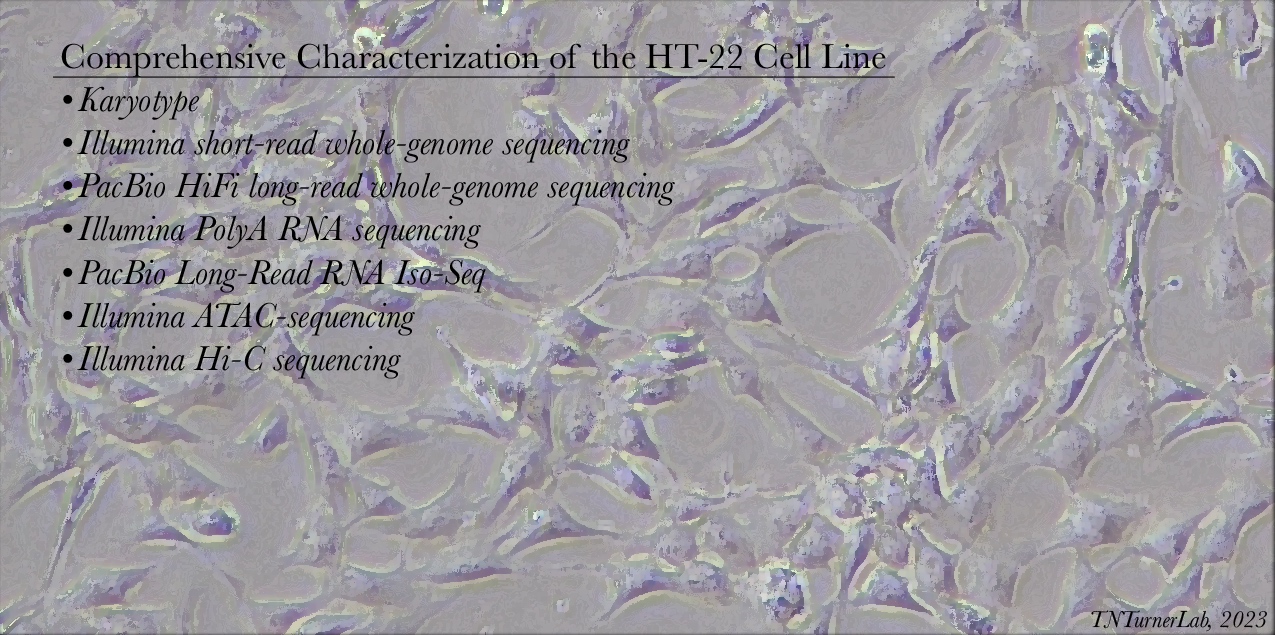 Comprehensive Characterization of the HT-22 Cell Line
• Karyotype
• Illumina short-read whole-genome sequencing
• PacBio HiFi long-read whole-genome sequencing
• Illumina PolyA RNA sequencing
• PacBio Long-Read RNA Iso-Seq
• Illumina ATAC-sequencing
• Illumina Hi-C sequencing
TNTurnerLab, 2023